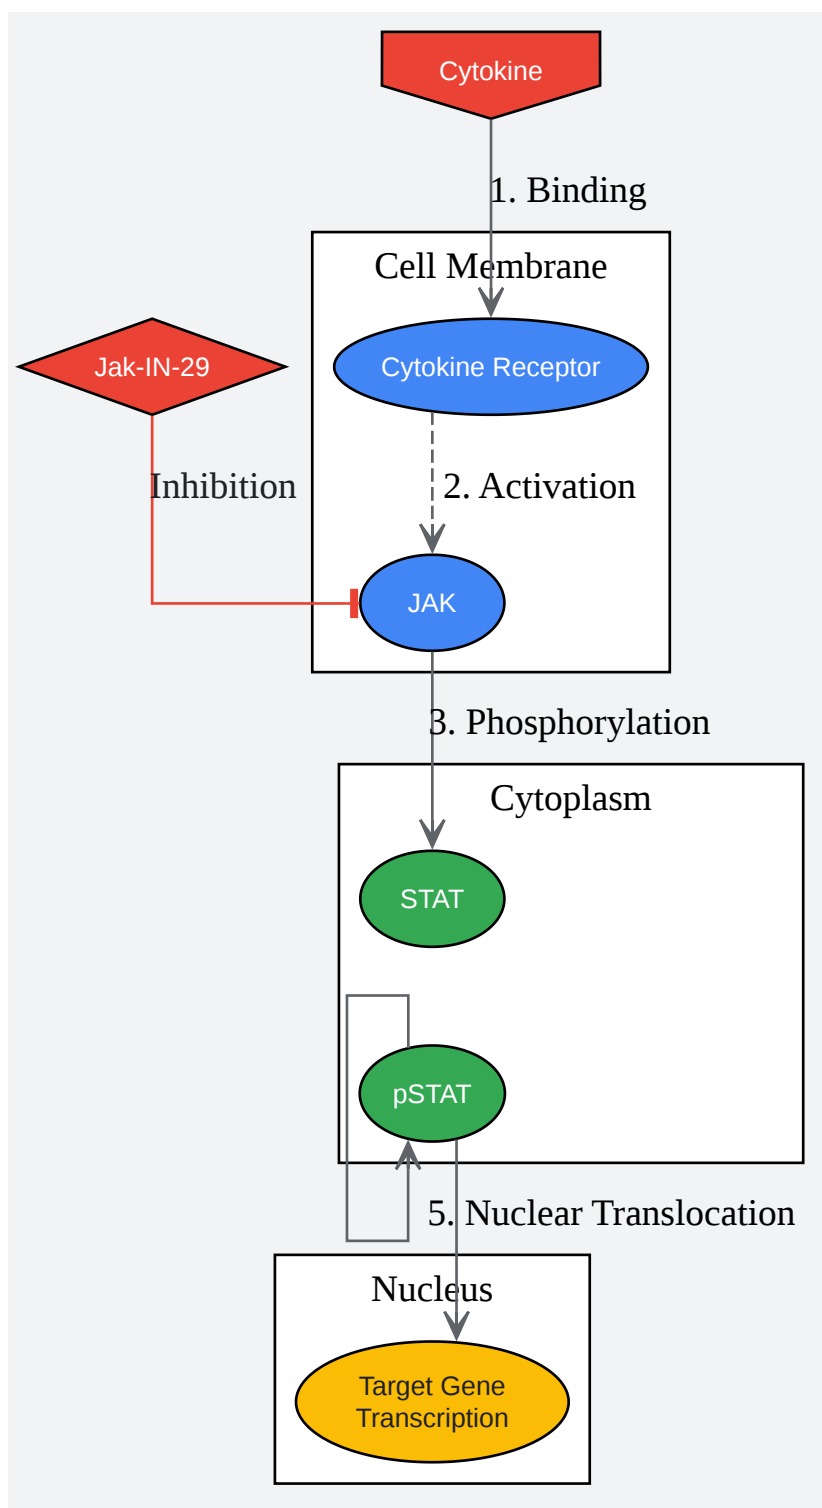 Cytokine
1. Binding
Cell Membrane
Jak-IN-29
Cytokine Receptor
Inhibition
2. Activation
JAK
3. Phosphorylation
Cytoplasm
STAT
pSTAT
5. Nuclear Translocation
Nucleus
Target Gene
Transcription